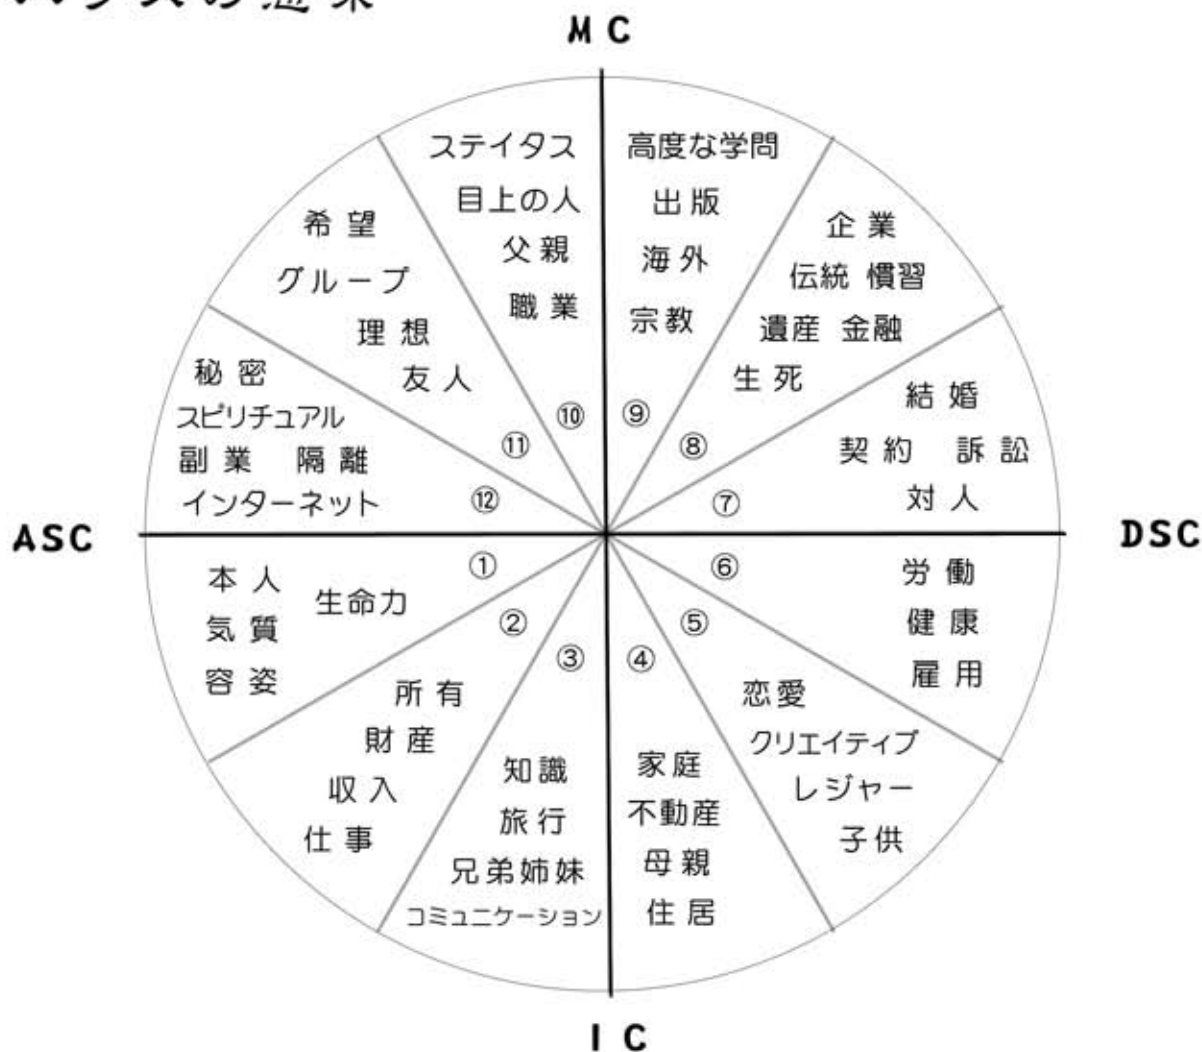 ハウスの意味
MC
ステイタス
目上の人
父親
職業
⑩
高度な学問
出版
海外
宗教
⑨
企業
伝統 慣習
遺産 金融
生死
⑧
結婚
契約 訴訟
対人
⑦
DSC
労働
健康
雇用
⑥
恋愛
クリエイティブ
レジャー
子供
⑤
家庭
不動産
母親
住居
④
IC
知識
旅行
兄弟姉妹
コミュニケーション
③
所有
財産
収入
仕事
②
本人
気質
容姿
生命力
①
ASC
秘密
スピリチュアル
副業 隔離
インターネット
⑫
希望
グループ
理想
友人
⑪